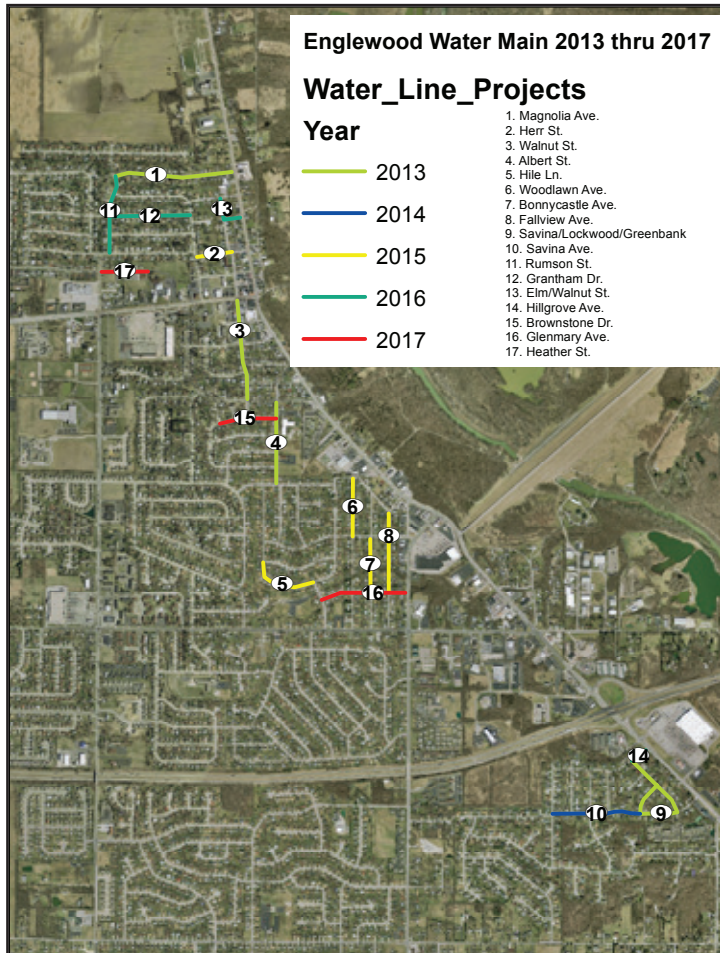 Englewood Water Main 2013 thru 2017
Water_Line_Projects
Year
2013
2014
2015
2016
2017
1. Magnolia Ave.
2. Herr St.
3. Walnut St.
4. Albert St.
5. Hile Ln.
6. Woodlawn Ave.
7. Bonnycastle Ave.
8. Fallview Ave.
9. Savina/Lockwood/Greenbank
10. Savina Ave.
11. Rumson St.
12. Grantham Dr.
13. Elm/Walnut St.
14. Hillgrove Ave.
15. Brownstone Dr.
16. Glenmary Ave.
17. Heather St.
1
11
12
13
2
17
3
15
4
6
8
7
5
16
14
10
9